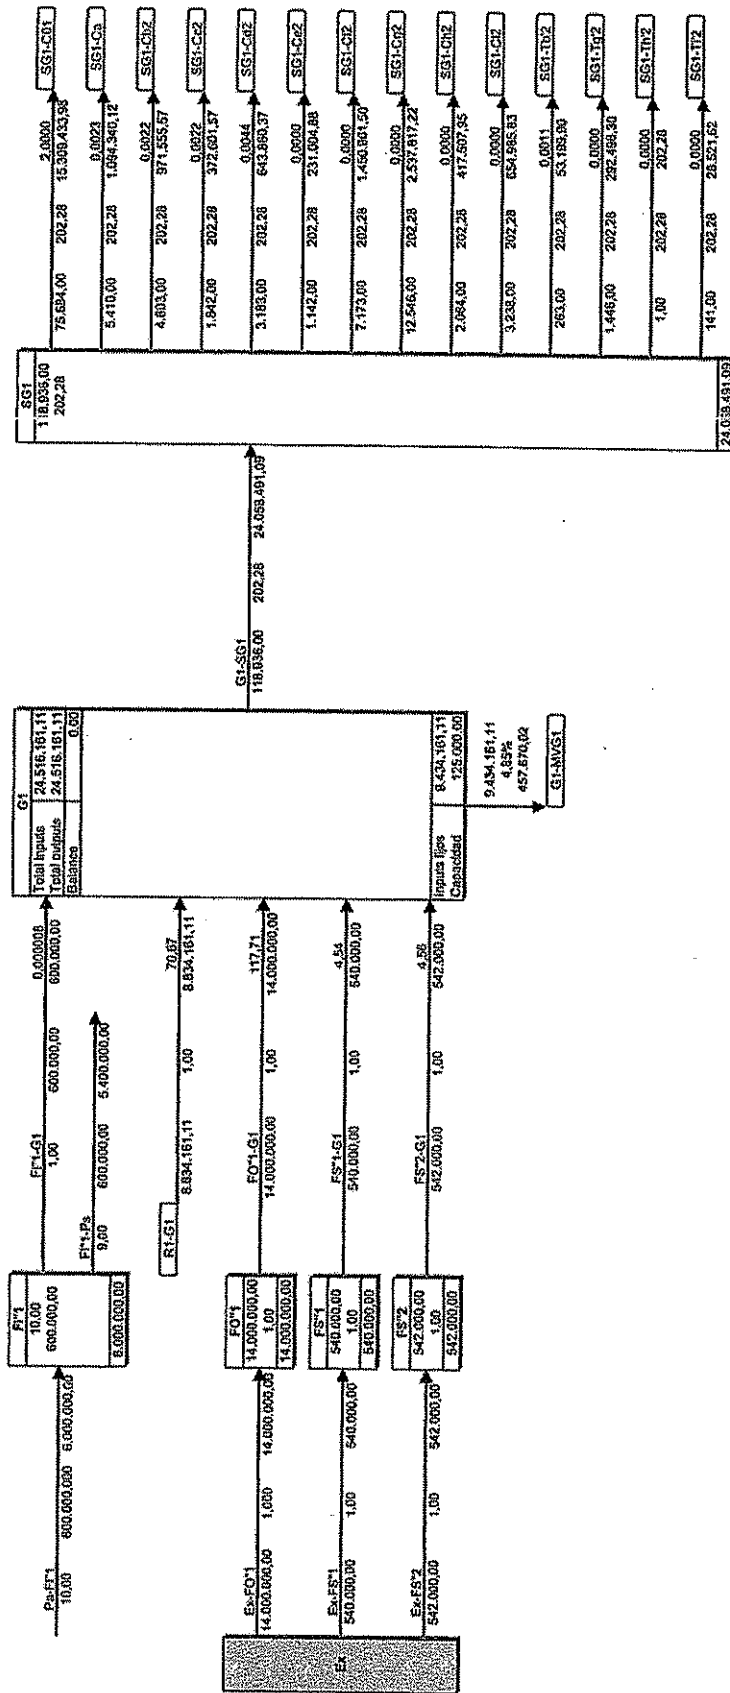 Pa-FI*1
10,00 600.000,000 6.000.000,00
FI*1
10,00
600.000,00
6.000.000,00
FI*1-G1 0,000008
1,00 600.000,00 600.000,00
FI*1-Ps
9,00 600.000,00 5.400.000,00
R1-G1
70,67
8.834.161,11 1,00 8.834.161,11
Ex
Ex-FO*1
14.000.000,00 1,000 14.000.000,00
FO*1
14.000.000,00
1,00
14.000.000,00
FO*1-G1 117,71
14.000.000,00 1,00 14.000.000,00
Ex-FS*1
540.000,00 1,00 540.000,00
FS*1
540.000,00
1,00
540.000,00
FS*1-G1 4,54
540.000,00 1,00 540.000,00
Ex-FS*2
542.000,00 1,00 542.000,00
FS*2
542.000,00
1,00
542.000,00
FS*2-G1 4,56
542.000,00 1,00 542.000,00
G1
Total inputs 24.516.161,11
Total outputs 24.516.161,11
Balance 0,00
Inputs fijos 9.434.161,11
Capacidad 125.000,00
9.434.161,11
4,85%
457.670,02
G1-MVG1
G1-SG1
118.936,00 202,28 24.058.491,09
SG1
118.936,00
202,28
24.058.491,09
2,0000
75.684,00 202,28 15.309.433,98 SG1-C01
0,0023
5.410,00 202,28 1.094.340,12 SG1-Ca
0,0022
4.803,00 202,28 971.555,57 SG1-Cb2
0,0022
1.842,00 202,28 372.601,57 SG1-Cc2
0,0044
3.183,00 202,28 643.860,37 SG1-Cd2
0,0000
1.142,00 202,28 231.004,88 SG1-Ce2
0,0000
7.173,00 202,28 1.450.961,50
0,0000
12.546,00 202,28 2.537.817,22
0,0000
2.064,00 202,28 417.507,95 SG1-Ch2
0,0000
3.238,00 202,28 654.985,63
0,0011
263,00 202,28 53.199,90 SG1-Tb2
0,0000
1.446,00 202,28 292.498,30 SG1-Tg2
0,0000
1,00 202,28 202,28 SG1-Th2
0,0000
141,00 202,28 28.521,62 SG1-Ti2